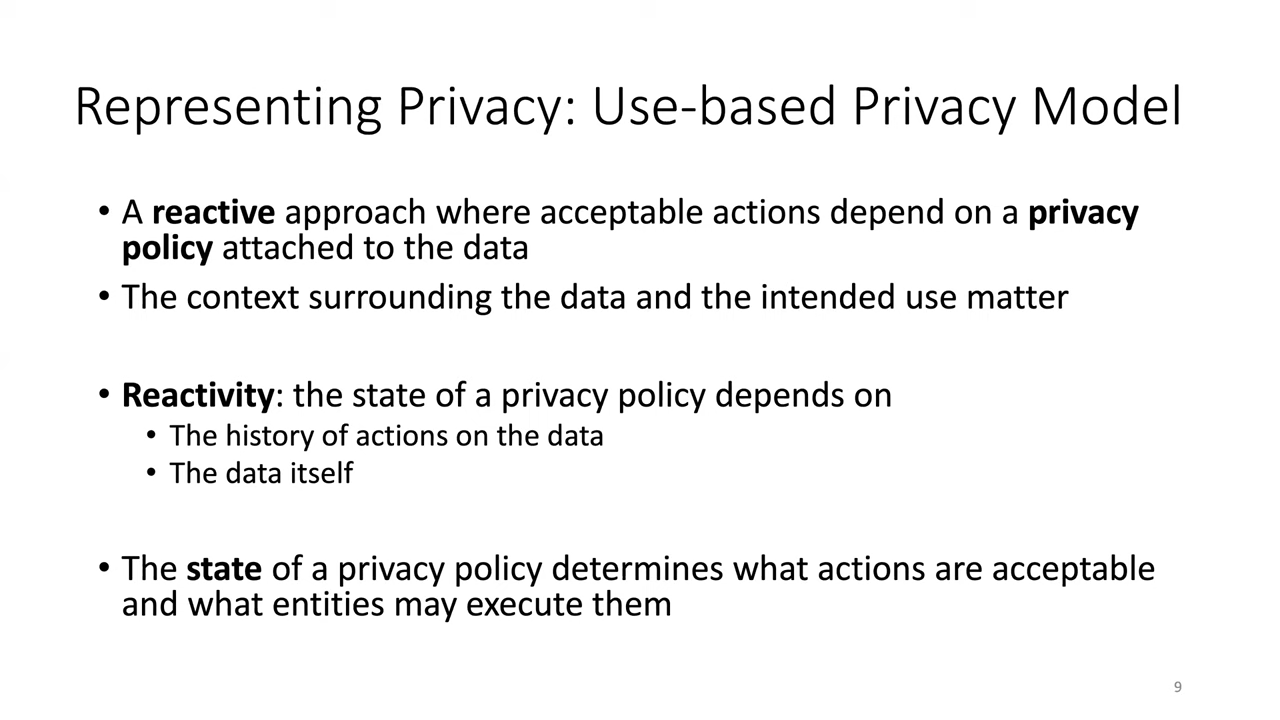 Representing Privacy: Use-based Privacy Model
• A reactive approach where acceptable actions depend on a privacy
policy attached to the data
• The context surrounding the data and the intended use matter
• Reactivity: the state of a privacy policy depends on
• The history of actions on the data
• The data itself
• The state of a privacy policy determines what actions are acceptable
and what entities may execute them
9